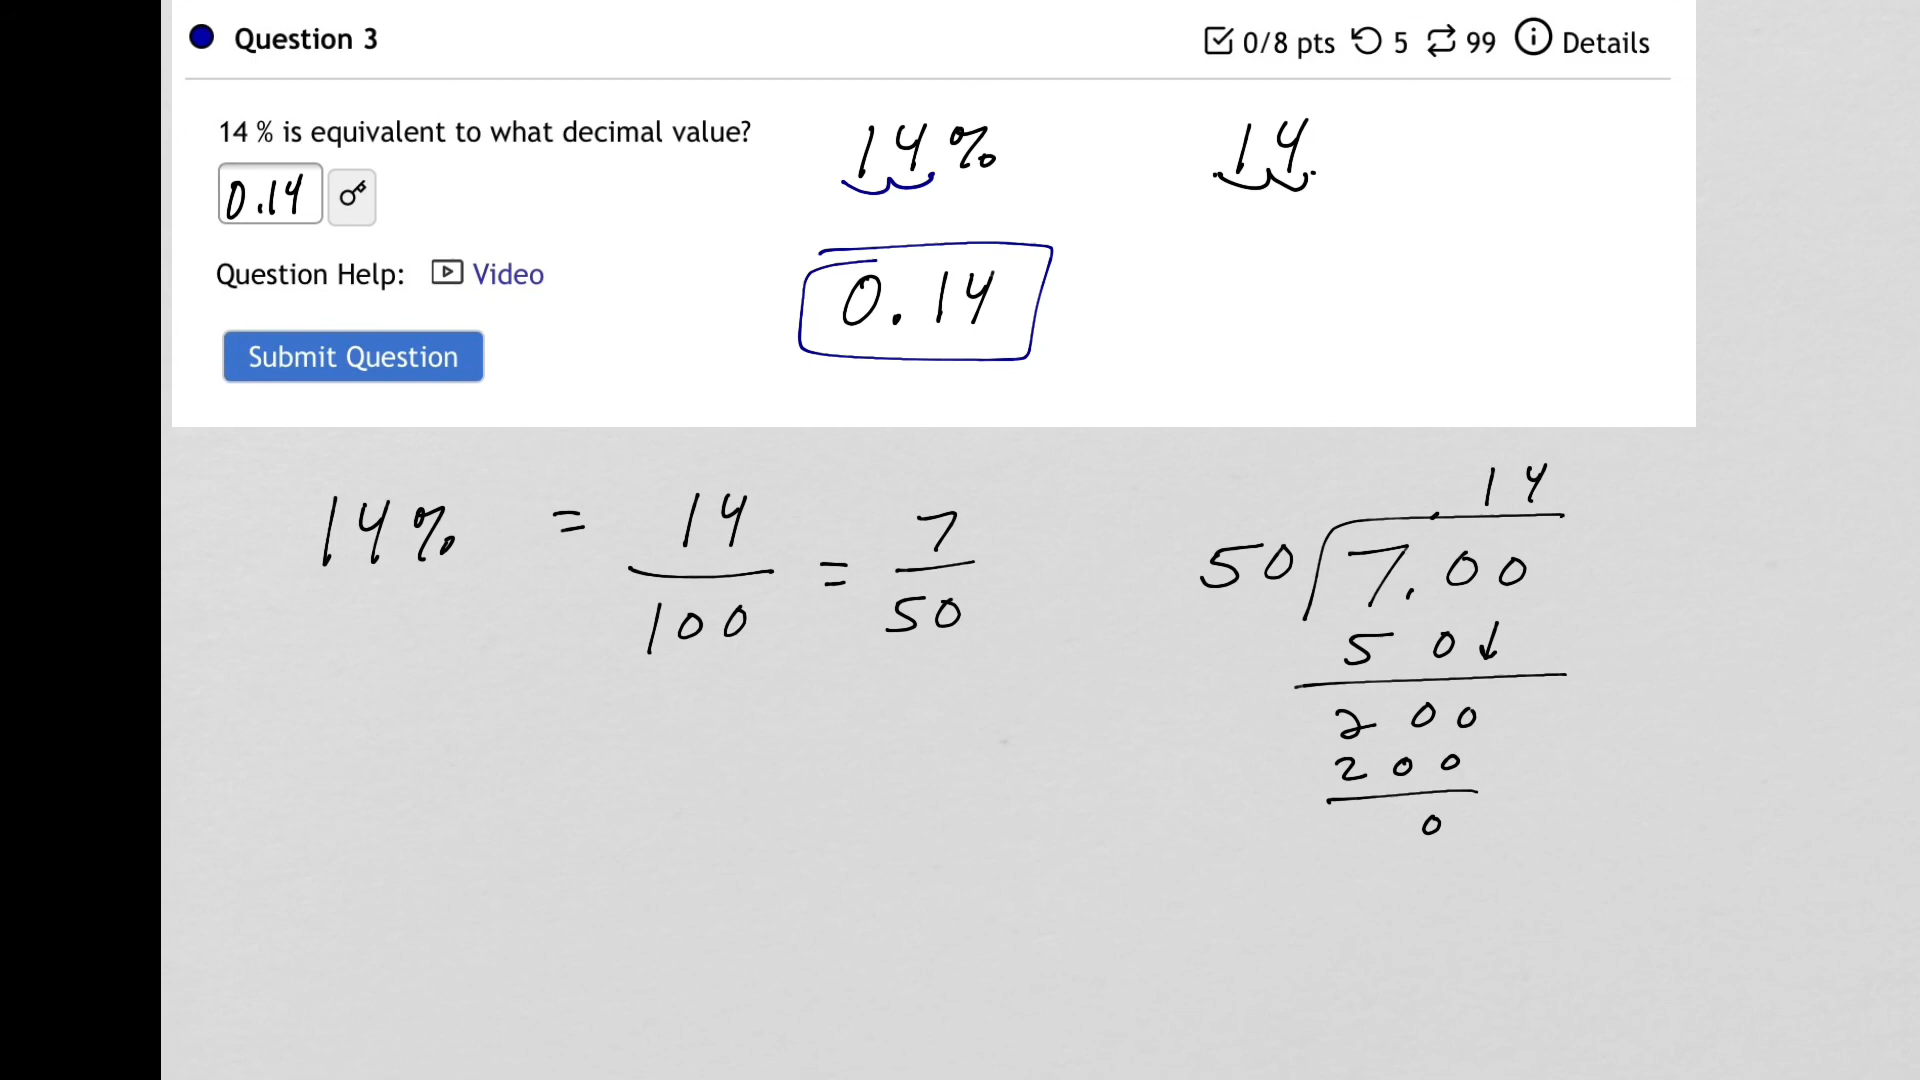 Question 3
0/8 pts 5 99 Details
14 % is equivalent to what decimal value?
0.14
Question Help: Video
Submit Question
14%
.14.
0.14
14% = 14/100 = 7/50
.14
50 7.00
50↓
200
200
0